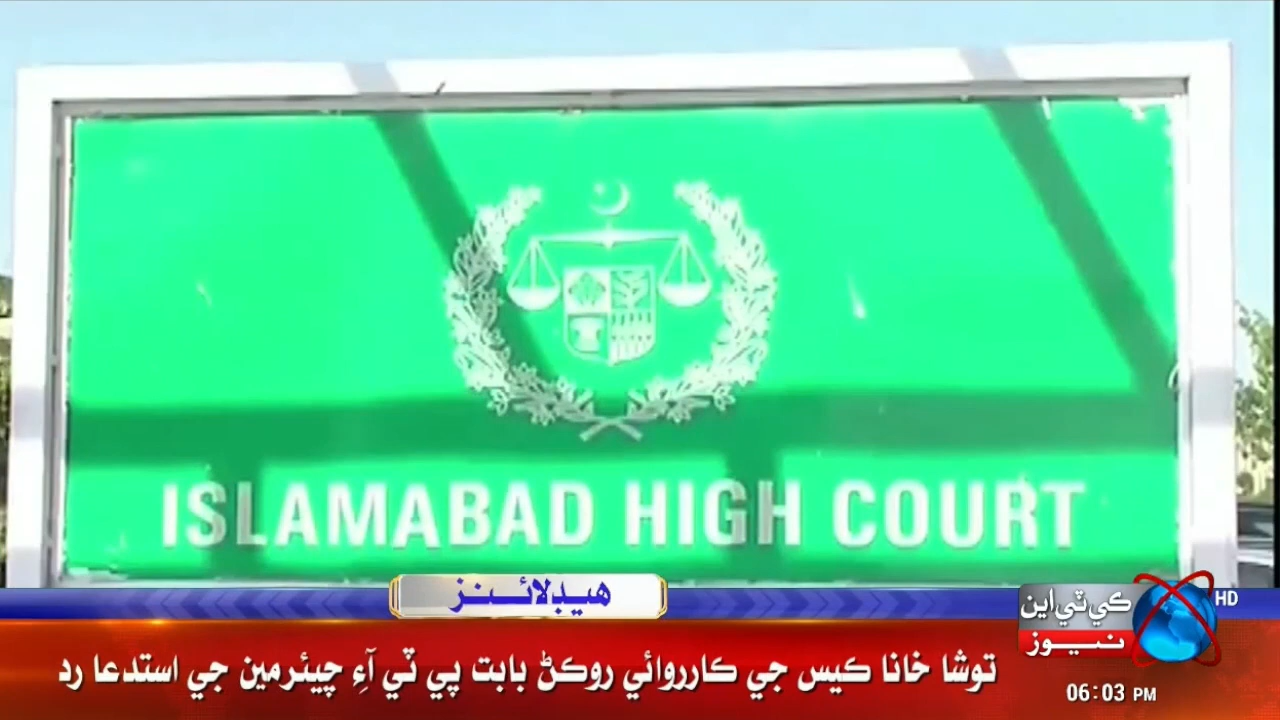 ISLAMABAD HIGH COURT
هيڊلائينز
ڪي ٽي اين
نيوز
HD
توشا خانا ڪيس جي ڪارروائي روڪڻ بابت پي ٽي آءِ چيئرمين جي استدعا رد
06:03 PM